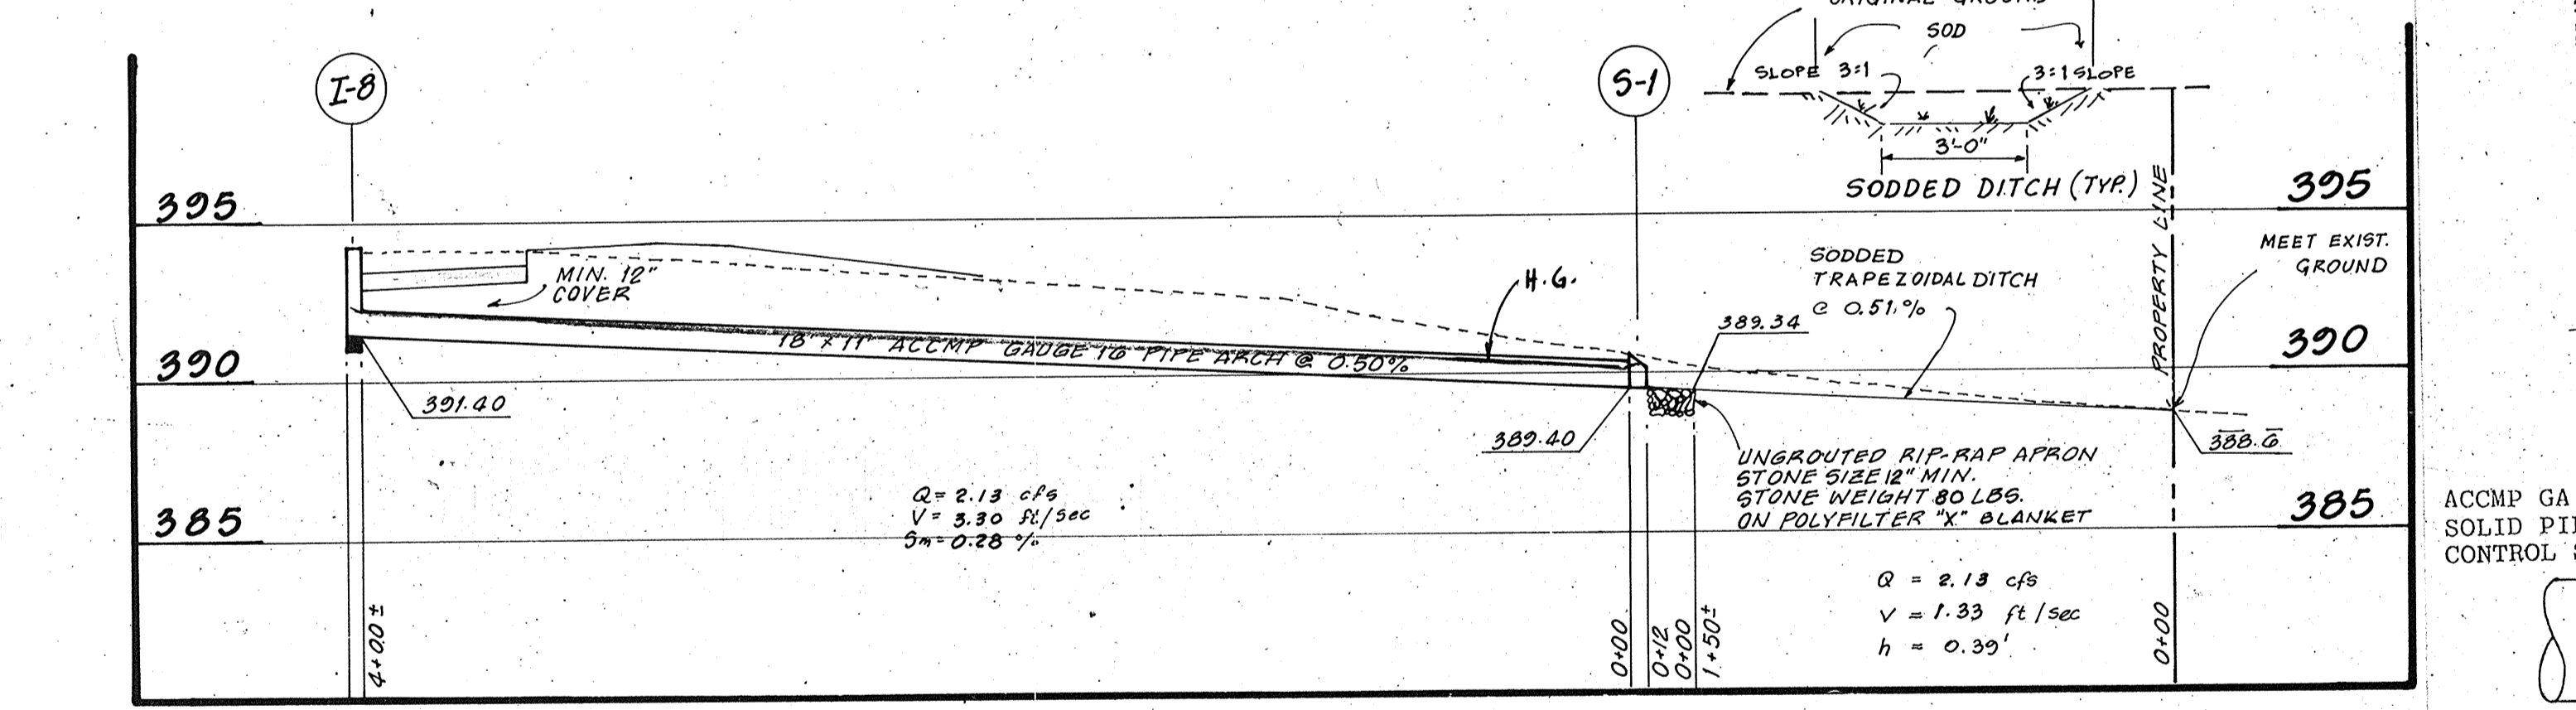 ORIGINAL GROUND
SOD
SLOPE 3:1
3:1 SLOPE
3'-0"
SODDED DITCH (TYP.)
I-8
S-1
395
395
MIN. 12"
COVER
H.G.
SODDED
TRAPEZOIDAL DITCH
@ 0.51%
PROPERTY LINE
MEET EXIST.
GROUND
389.34
390
390
18" x 11" ACCMP GAUGE 16 PIPE ARCH @ 0.50%
391.40
389.40
388.6
UNGROUTED RIP-RAP APRON
STONE SIZE 12" MIN.
STONE WEIGHT 80 LBS.
ON POLYFILTER "X" BLANKET
Q = 2.13 cfs
V = 3.30 ft/sec
Sm = 0.28 %
385
385
ACCMP GA
SOLID
CONTROL
Q = 2.13 cfs
V = 1.33 ft/sec
h = 0.39'
4+00±
0+00
0+12
0+00
1+50±
0+00